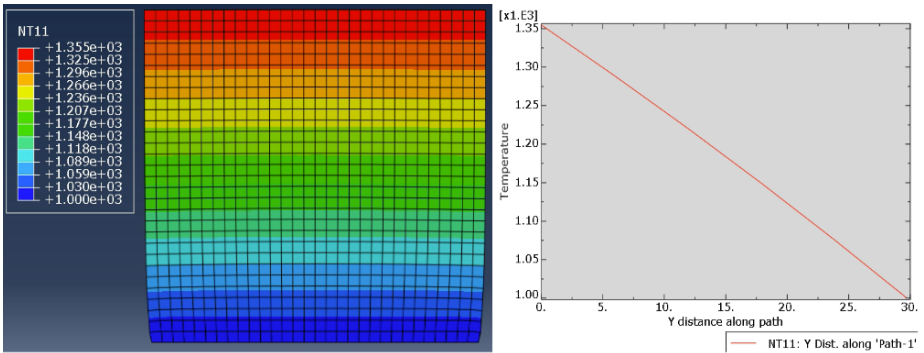 NT11
+1.355e+03
+1.325e+03
+1.296e+03
+1.266e+03
+1.236e+03
+1.207e+03
+1.177e+03
+1.148e+03
+1.118e+03
+1.089e+03
+1.059e+03
+1.030e+03
+1.000e+03
[x1.E3]
1.30
1.25
1.20
1.15
1.10
1.05
1.00
Temperature
0. 5. 10. 15. 20. 25. 30.
Y distance along path
NT11: Y Dist. along 'Path-1'